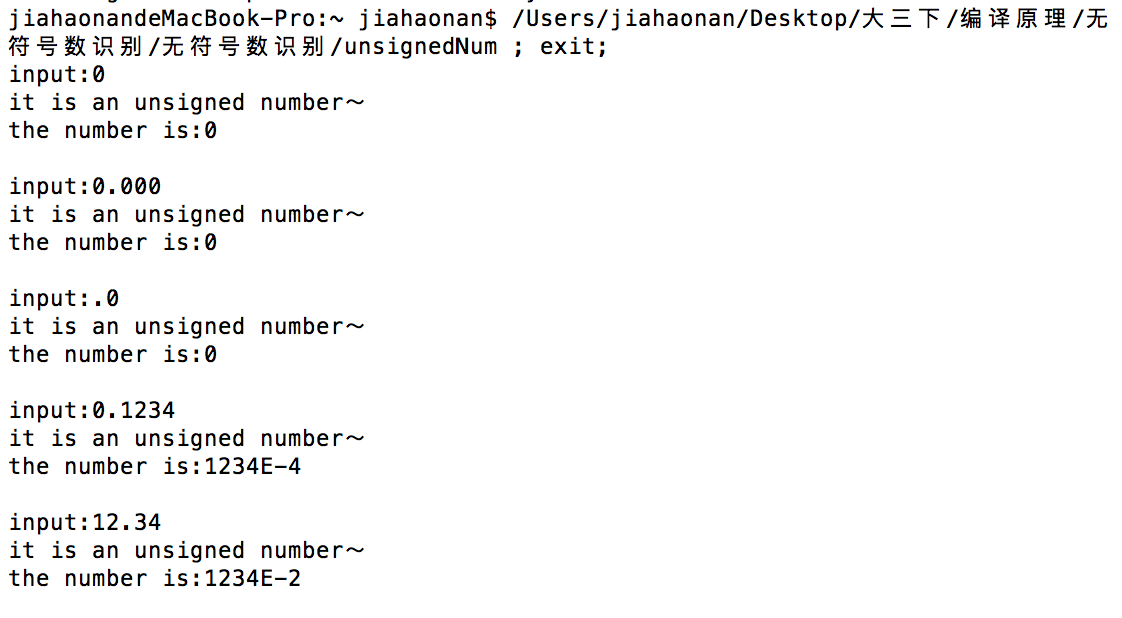 jiahaonandeMacBook-Pro:~ jiahaonan$ /Users/jiahaonan/Desktop/大三下/编译原理/无
符号数识别/无符号数识别/unsignedNum ; exit;
input:0
it is an unsigned number～
the number is:0
input:0.000
it is an unsigned number～
the number is:0
input:.0
it is an unsigned number～
the number is:0
input:0.1234
it is an unsigned number～
the number is:1234E-4
input:12.34
it is an unsigned number～
the number is:1234E-2